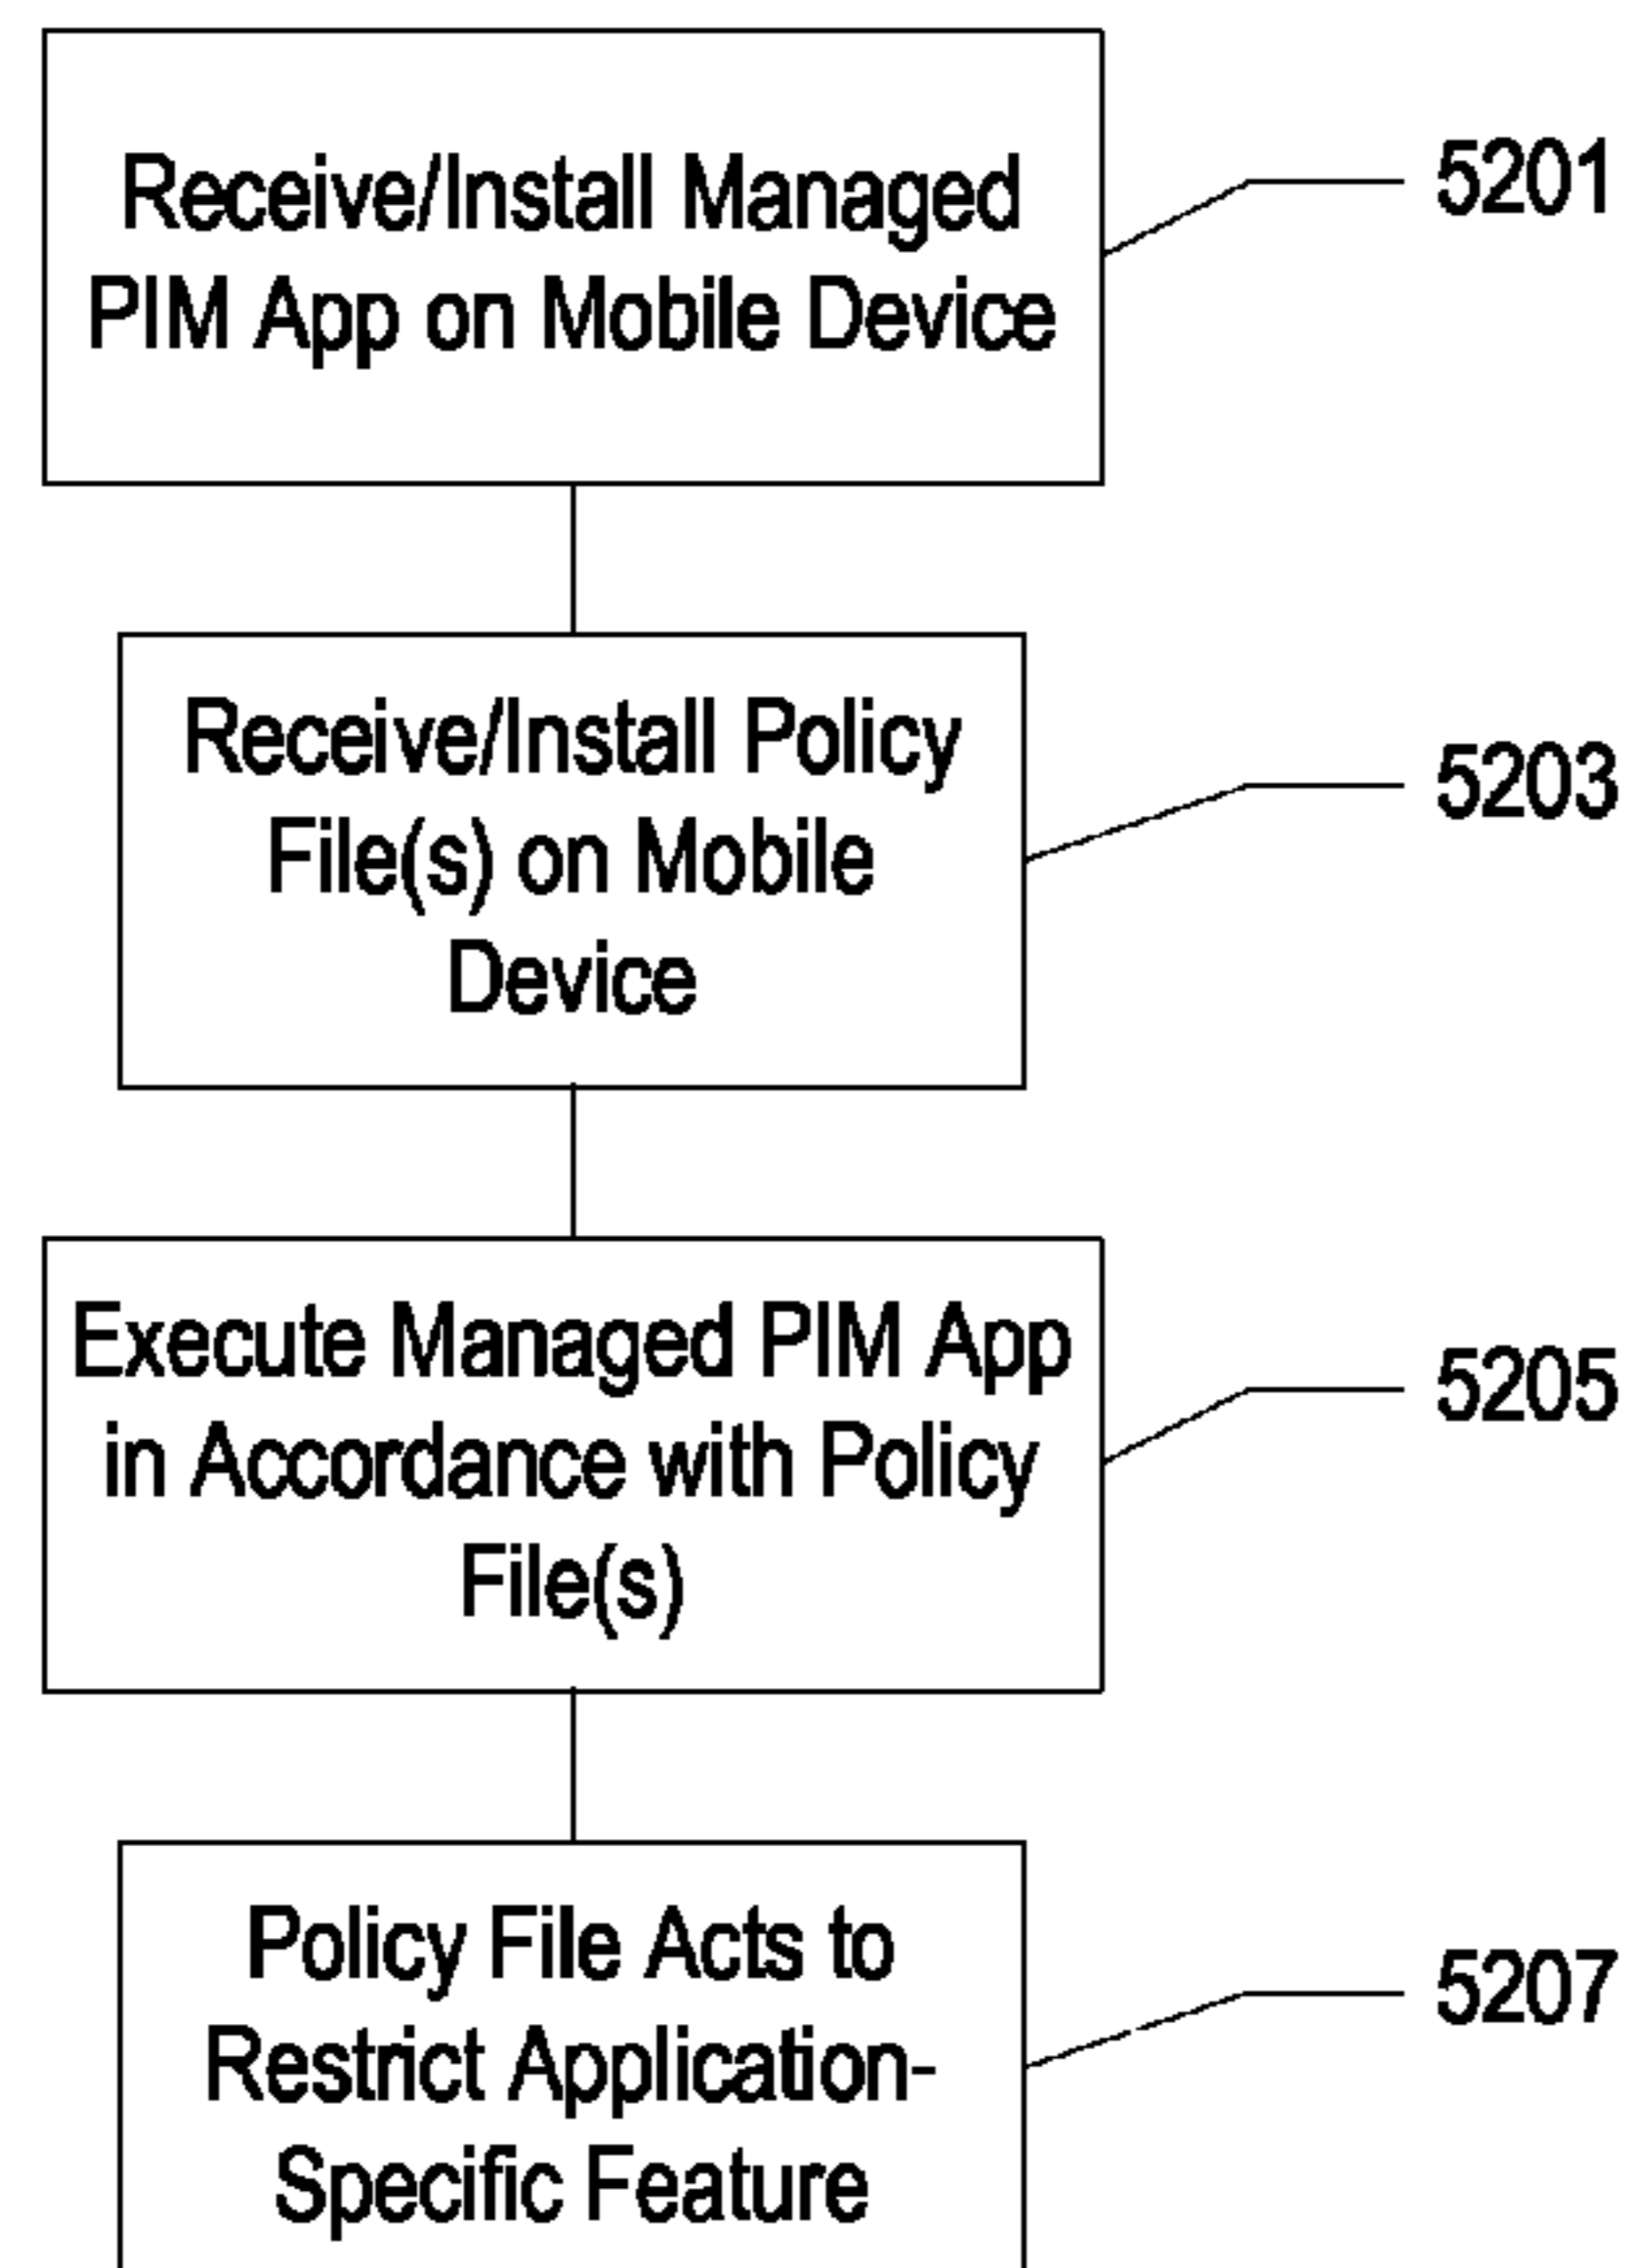 Receive/Install Managed
PIM App on Mobile Device
5201
Receive/Install Policy
File(s) on Mobile
Device
5203
Execute Managed PIM App
in Accordance with Policy
File(s)
5205
Policy File Acts to
Restrict Application-
Specific Feature
5207